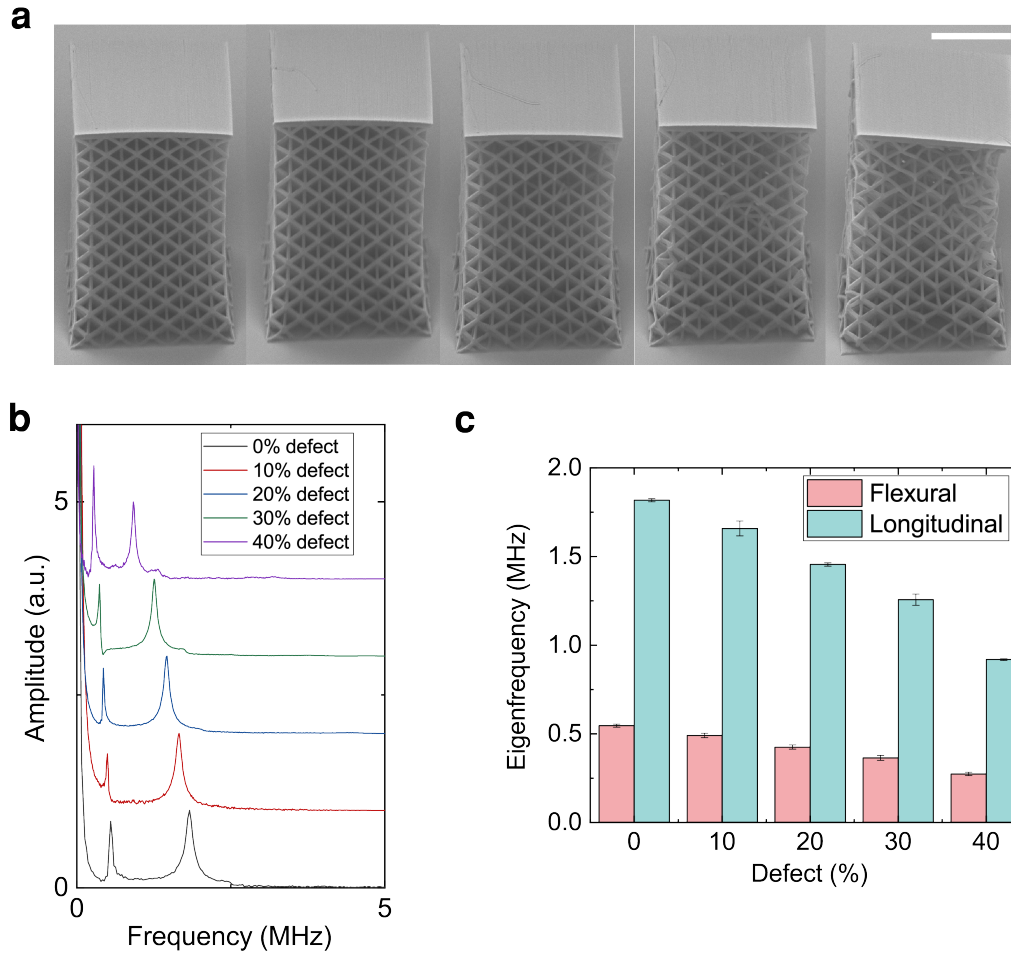 a
b
0% defect
10% defect
20% defect
30% defect
40% defect
5
0
0
5
Amplitude (a.u.)
Frequency (MHz)
c
Flexural
Longitudinal
2.0
1.5
1.0
0.5
0.0
0
10
20
30
40
Eigenfrequency (MHz)
Defect (%)